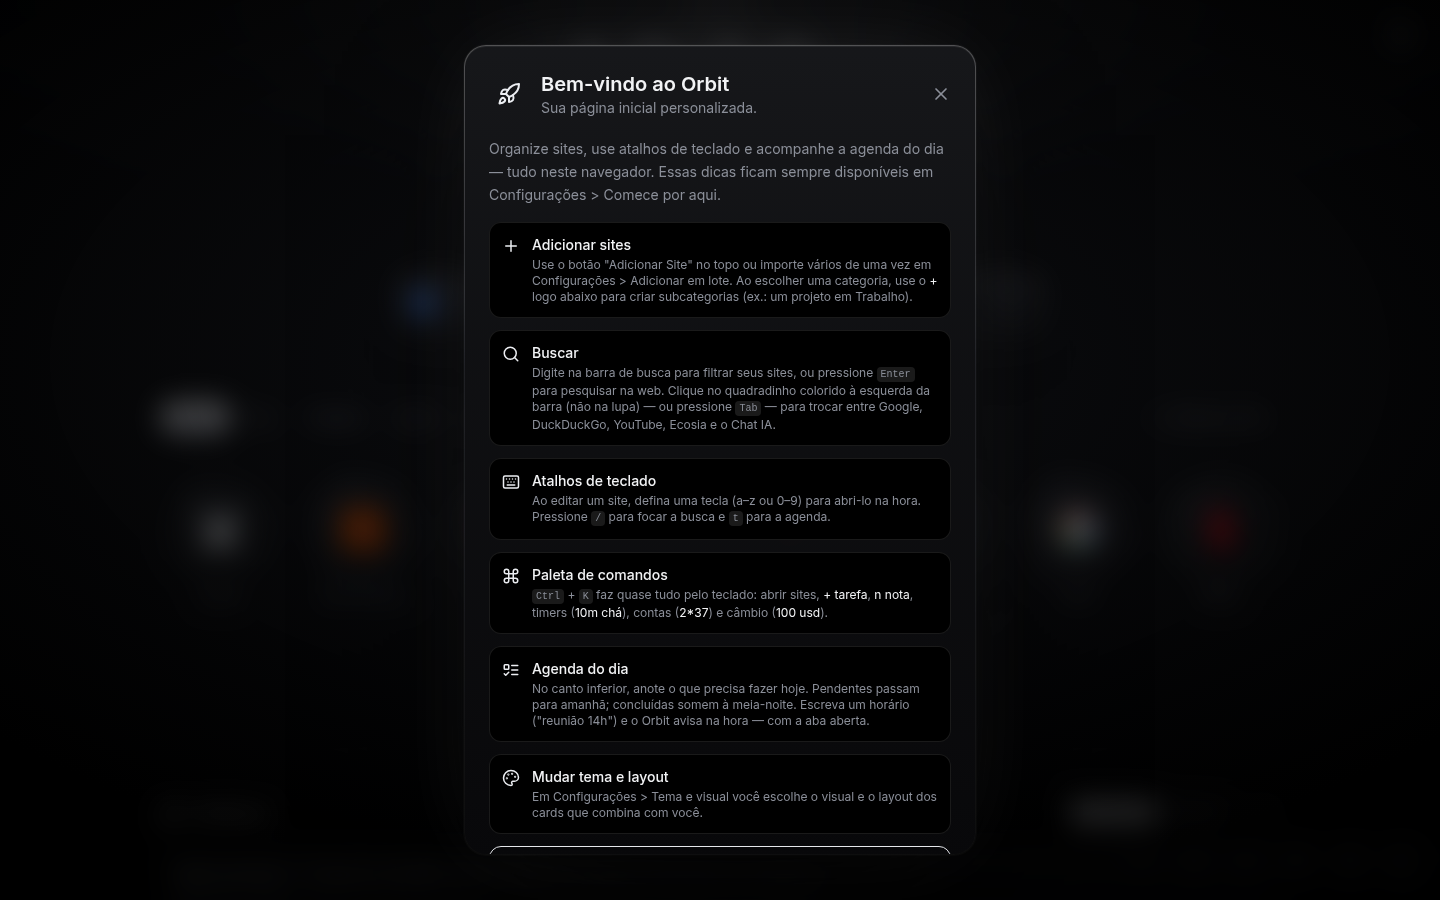 Bem-vindo ao Orbit
Sua página inicial personalizada.
Organize sites, use atalhos de teclado e acompanhe a agenda do dia
— tudo neste navegador. Essas dicas ficam sempre disponíveis em
Configurações > Comece por aqui.
Adicionar sites
Use o botão "Adicionar Site" no topo ou importe vários de uma vez em
Configurações > Adicionar em lote. Ao escolher uma categoria, use o +
logo abaixo para criar subcategorias (ex.: um projeto em Trabalho).
Buscar
Digite na barra de busca para filtrar seus sites, ou pressione Enter
para pesquisar na web. Clique no quadradinho colorido à esquerda da
barra (não na lupa) — ou pressione Tab — para trocar entre Google,
DuckDuckGo, YouTube, Ecosia e o Chat IA.
Atalhos de teclado
Ao editar um site, defina uma tecla (a–z ou 0–9) para abri-lo na hora.
Pressione / para focar a busca e t para a agenda.
Paleta de comandos
Ctrl + K faz quase tudo pelo teclado: abrir sites, + tarefa, n nota,
timers (10m chá), contas (2*37) e câmbio (100 usd).
Agenda do dia
No canto inferior, anote o que precisa fazer hoje. Pendentes passam
para amanhã; concluídas somem à meia-noite. Escreva um horário
("reunião 14h") e o Orbit avisa na hora — com a aba aberta.
Mudar tema e layout
Em Configurações > Tema e visual você escolhe o visual e o layout dos
cards que combina com você.